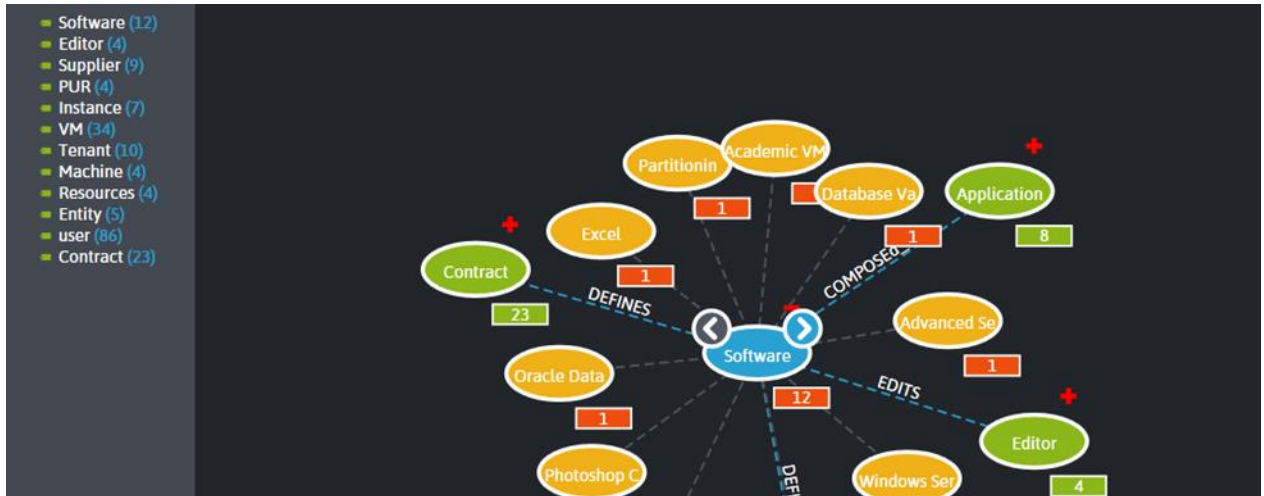 Software (12)
Editor (4)
Supplier (9)
PUR (4)
Instance (7)
VM (34)
Tenant (10)
Machine (4)
Resources (4)
Entity (5)
user (86)
Contract (23)
Academic VM
Partitionin
Database Va
Application
1
1
8
Excel
1
COMPOSED
Contract
1
23
DEFINES
Advanced Se
Software
1
Oracle Data
EDITS
12
1
Editor
Photoshop C
Windows Ser
4